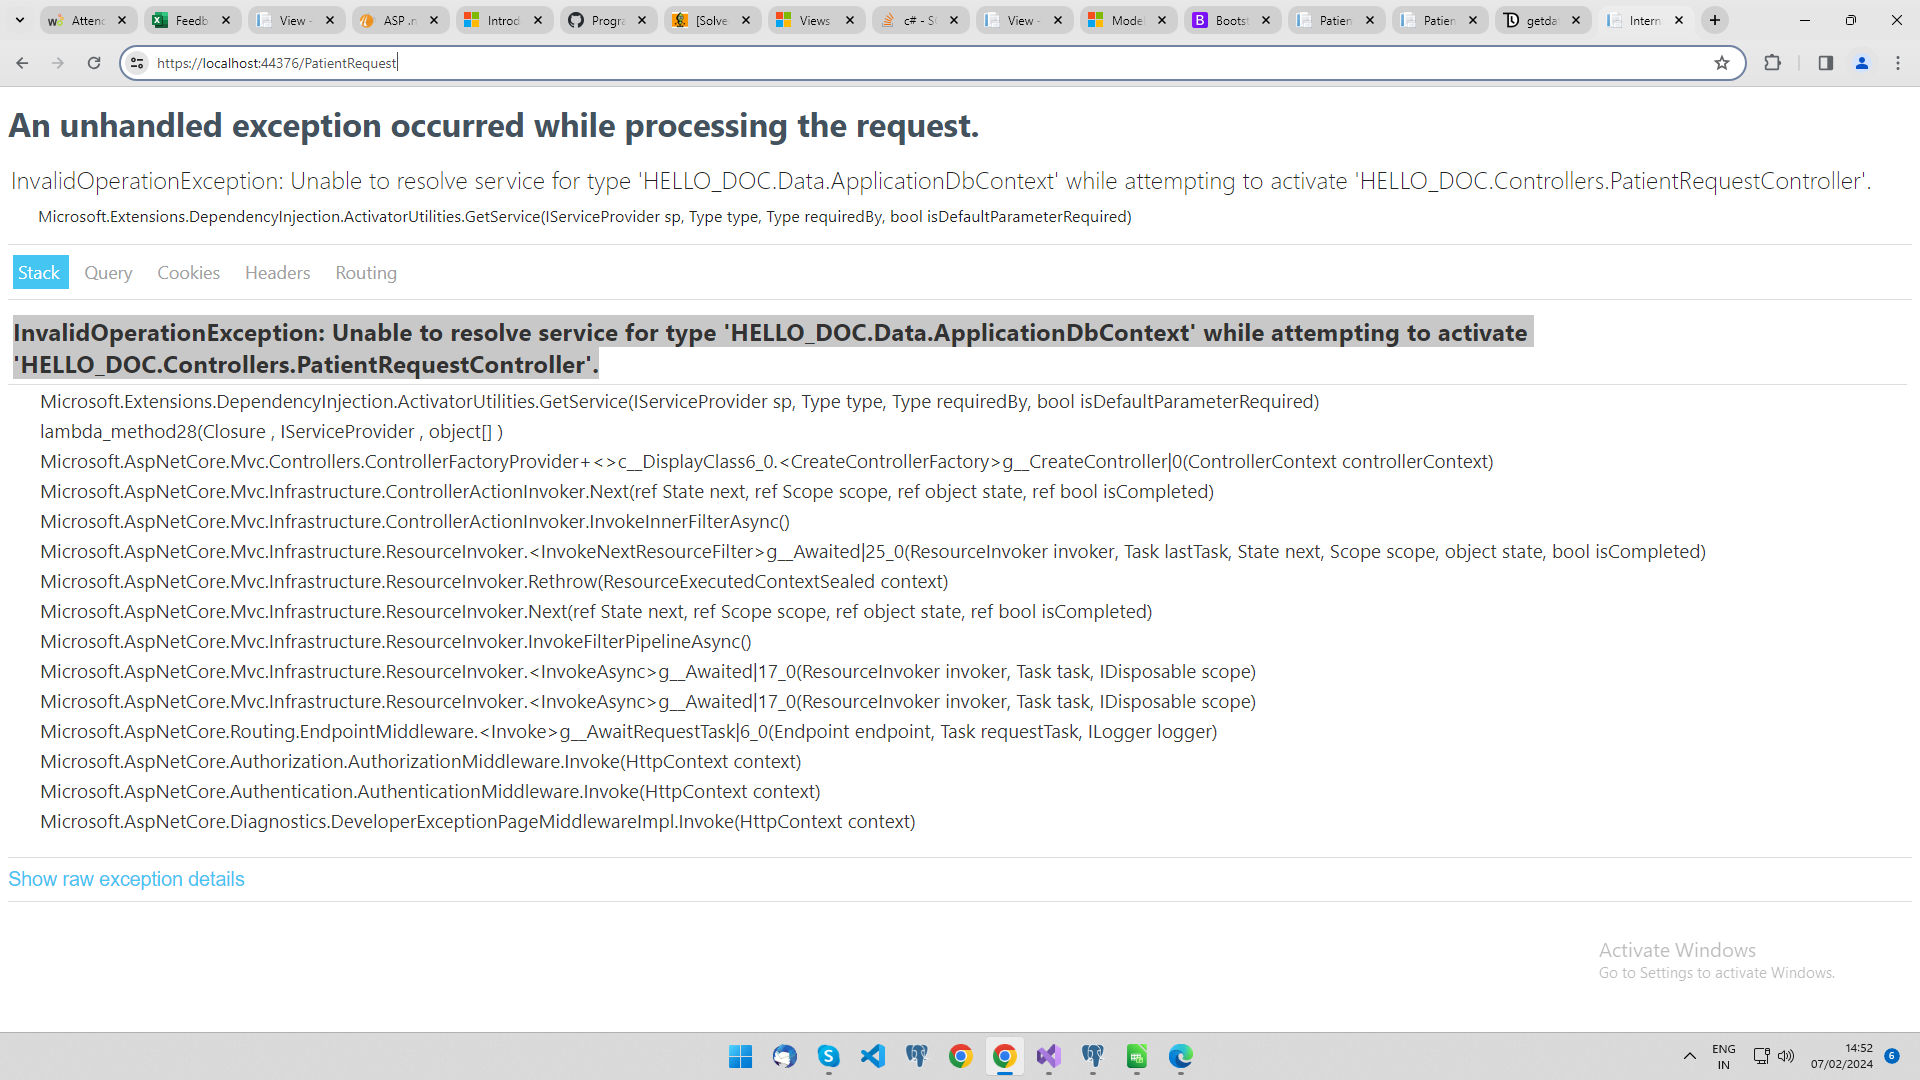 Attenc
Feedb
View -
ASP .n
Introd
Progra
[Solve
Views
c# - St
View -
Model
Bootst
Patien
Patien
getdat
Intern
https://localhost:44376/PatientRequest
An unhandled exception occurred while processing the request.
InvalidOperationException: Unable to resolve service for type 'HELLO_DOC.Data.ApplicationDbContext' while attempting to activate 'HELLO_DOC.Controllers.PatientRequestController'.
Microsoft.Extensions.DependencyInjection.ActivatorUtilities.GetService(IServiceProvider sp, Type type, Type requiredBy, bool isDefaultParameterRequired)
Stack Query Cookies Headers Routing
InvalidOperationException: Unable to resolve service for type 'HELLO_DOC.Data.ApplicationDbContext' while attempting to activate
'HELLO_DOC.Controllers.PatientRequestController'.
Microsoft.Extensions.DependencyInjection.ActivatorUtilities.GetService(IServiceProvider sp, Type type, Type requiredBy, bool isDefaultParameterRequired)
lambda_method28(Closure , IServiceProvider , object[] )
Microsoft.AspNetCore.Mvc.Controllers.ControllerFactoryProvider+<>c__DisplayClass6_0.<CreateControllerFactory>g__CreateController|0(ControllerContext controllerContext)
Microsoft.AspNetCore.Mvc.Infrastructure.ControllerActionInvoker.Next(ref State next, ref Scope scope, ref object state, ref bool isCompleted)
Microsoft.AspNetCore.Mvc.Infrastructure.ControllerActionInvoker.InvokeInnerFilterAsync()
Microsoft.AspNetCore.Mvc.Infrastructure.ResourceInvoker.<InvokeNextResourceFilter>g__Awaited|25_0(ResourceInvoker invoker, Task lastTask, State next, Scope scope, object state, bool isCompleted)
Microsoft.AspNetCore.Mvc.Infrastructure.ResourceInvoker.Rethrow(ResourceExecutedContextSealed context)
Microsoft.AspNetCore.Mvc.Infrastructure.ResourceInvoker.Next(ref State next, ref Scope scope, ref object state, ref bool isCompleted)
Microsoft.AspNetCore.Mvc.Infrastructure.ResourceInvoker.InvokeFilterPipelineAsync()
Microsoft.AspNetCore.Mvc.Infrastructure.ResourceInvoker.<InvokeAsync>g__Awaited|17_0(ResourceInvoker invoker, Task task, IDisposable scope)
Microsoft.AspNetCore.Mvc.Infrastructure.ResourceInvoker.<InvokeAsync>g__Awaited|17_0(ResourceInvoker invoker, Task task, IDisposable scope)
Microsoft.AspNetCore.Routing.EndpointMiddleware.<Invoke>g__AwaitRequestTask|6_0(Endpoint endpoint, Task requestTask, ILogger logger)
Microsoft.AspNetCore.Authorization.AuthorizationMiddleware.Invoke(HttpContext context)
Microsoft.AspNetCore.Authentication.AuthenticationMiddleware.Invoke(HttpContext context)
Microsoft.AspNetCore.Diagnostics.DeveloperExceptionPageMiddlewareImpl.Invoke(HttpContext context)
Show raw exception details
Activate Windows
Go to Settings to activate Windows.
ENG
IN
14:52
07/02/2024
6